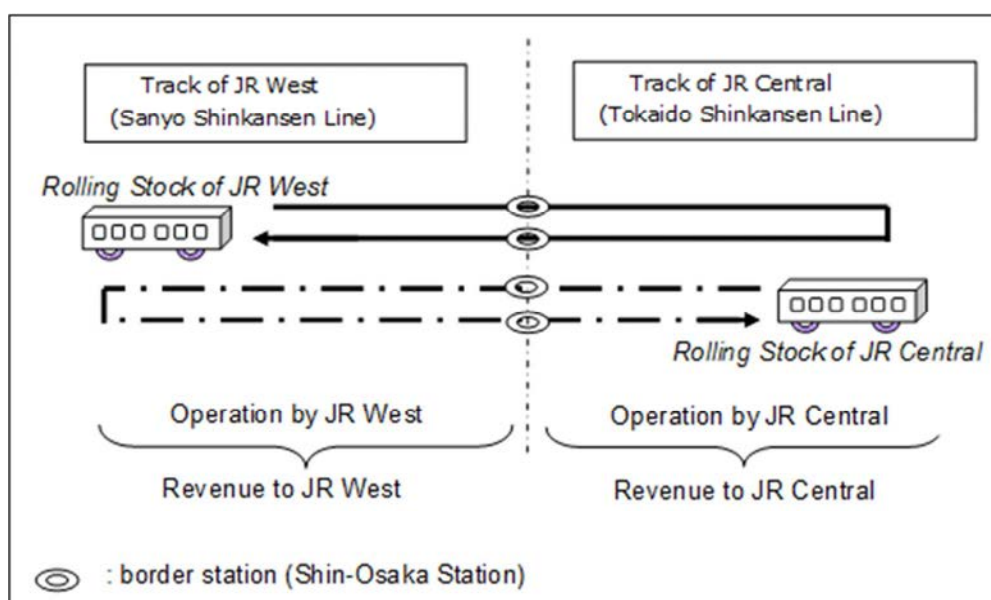 Track of JR West
(Sanyo Shinkansen Line)
Track of JR Central
(Tokaido Shinkansen Line)
Rolling Stock of JR West
Rolling Stock of JR Central
Operation by JR West
Operation by JR Central
Revenue to JR West
Revenue to JR Central
: border station (Shin-Osaka Station)